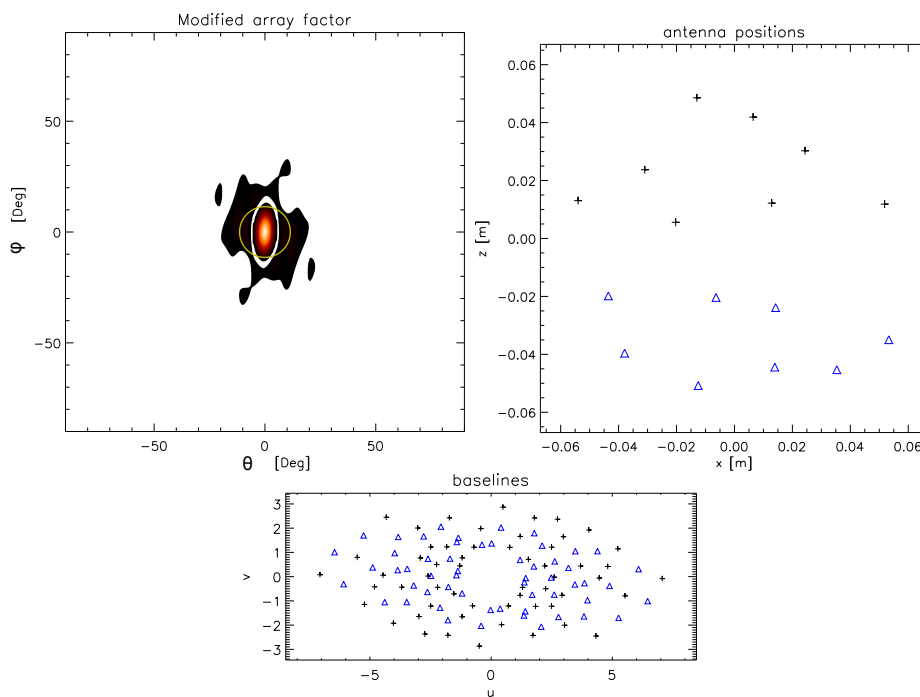 Modified array factor
50
0
−50
φ [Deg]
−50
0
50
θ [Deg]
antenna positions
0.06
0.04
0.02
0.00
−0.02
−0.04
−0.06
z [m]
−0.06 −0.04 −0.02 0.00 0.02 0.04 0.06
x [m]
baselines
3
2
1
0
−1
−2
−3
v
−5
0
5
u